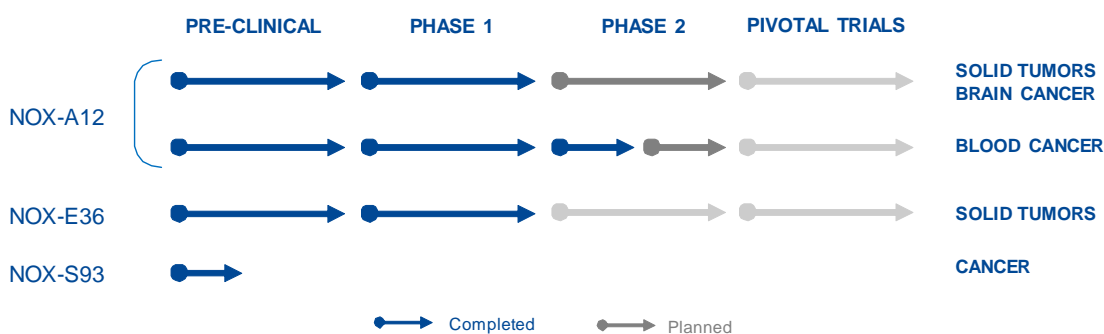 PRE-CLINICAL PHASE 1 PHASE 2 PIVOTAL TRIALS
NOX-A12
SOLID TUMORS
BRAIN CANCER
BLOOD CANCER
NOX-E36 SOLID TUMORS
NOX-S93 CANCER
Completed Planned